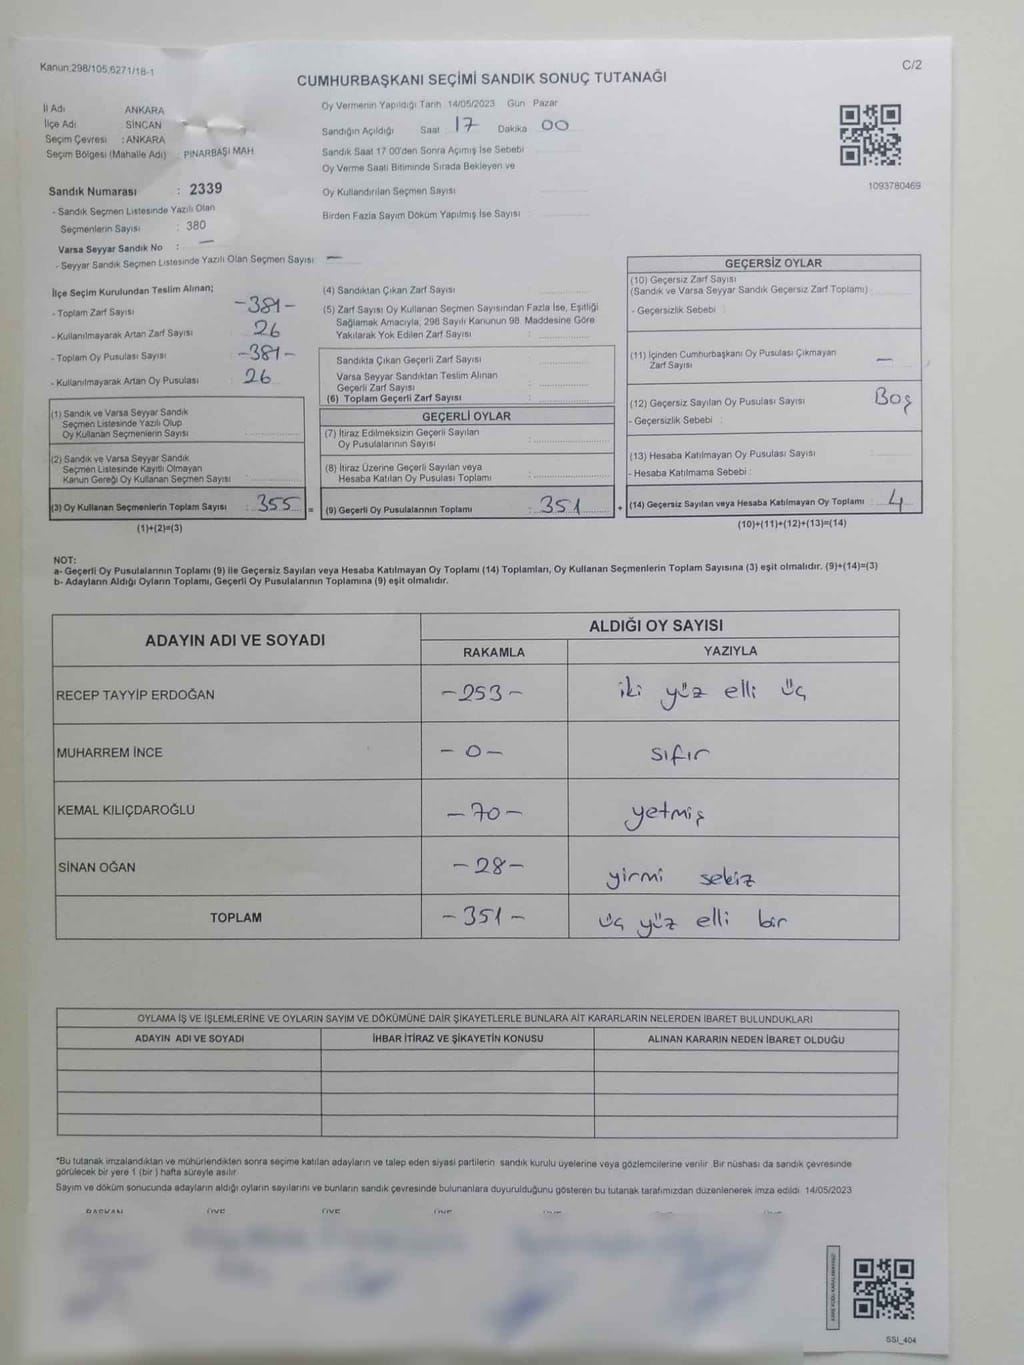 Kanun.298/105,6271/18-1
C/2
CUMHURBAŞKANI SEÇİMİ SANDIK SONUÇ TUTANAĞI
İl Adı ANKARA
İlçe Adı SİNCAN
Seçim Çevresi : ANKARA
Seçim Bölgesi (Mahalle Adı) : PINARBAŞI MAH
Sandık Numarası : 2339
- Sandık Seçmen Listesinde Yazılı Olan
Seçmenlerin Sayısı : 380
Varsa Seyyar Sandık No : —
- Seyyar Sandık Seçmen Listesinde Yazılı Olan Seçmen Sayısı —
Oy Vermenin Yapıldığı Tarih 14/05/2023 Gün Pazar
Sandığın Açıldığı Saat 17 Dakika 00
Sandık Saat 17 00'den Sonra Açımış İse Sebebi
Oy Verme Saati Bitiminde Sırada Bekleyen ve
Oy Kullandırılan Seçmen Sayısı
Birden Fazla Sayım Döküm Yapılmış İse Sayısı :
1093780469
İlçe Seçim Kurulundan Teslim Alınan;
- Toplam Zarf Sayısı -381-
- Kullanılmayarak Artan Zarf Sayısı 26
- Toplam Oy Pusulası Sayısı -381-
- Kullanılmayarak Artan Oy Pusulası : 26
(1) Sandık ve Varsa Seyyar Sandık
Seçmen Listesinde Yazılı Olup
Oy Kullanan Seçmenlerin Sayısı
(2) Sandık ve Varsa Seyyar Sandık
Seçmen Listesinde Kayıtlı Olmayan
Kanun Gereği Oy Kullanan Seçmen Sayısı
(3) Oy Kullanan Seçmenlerin Toplam Sayısı : 355 =
(1)+(2)=(3)
(4) Sandıktan Çıkan Zarf Sayısı
(5) Zarf Sayısı Oy Kullanan Seçmen Sayısından Fazla İse, Eşitliği
Sağlamak Amacıyla, 298 Sayılı Kanunun 98. Maddesine Göre
Yakılarak Yok Edilen Zarf Sayısı :
Sandıkta Çıkan Geçerli Zarf Sayısı
Varsa Seyyar Sandıktan Teslim Alınan
Geçerli Zarf Sayısı
(6) Toplam Geçerli Zarf Sayısı
GEÇERLİ OYLAR
(7) İtiraz Edilmeksizin Geçerli Sayılan
Oy Pusulalarının Sayısı
(8) İtiraz Üzerine Geçerli Sayılan veya
Hesaba Katılan Oy Pusulası Toplamı
(9) Geçerli Oy Pusulalarının Toplamı : 351 +
GEÇERSİZ OYLAR
(10) Geçersiz Zarf Sayısı
(Sandık ve Varsa Seyyar Sandık Geçersiz Zarf Toplamı)
- Geçersizlik Sebebi :
(11) İçinden Cumhurbaşkanı Oy Pusulası Çıkmayan
Zarf Sayısı —
(12) Geçersiz Sayılan Oy Pusulası Sayısı Boş
- Geçersizlik Sebebi :
(13) Hesaba Katılmayan Oy Pusulası Sayısı
- Hesaba Katılmama Sebebi :
(14) Geçersiz Sayılan veya Hesaba Katılmayan Oy Toplamı : 4
(10)+(11)+(12)+(13)=(14)
NOT:
a- Geçerli Oy Pusulalarının Toplamı (9) ile Geçersiz Sayılan veya Hesaba Katılmayan Oy Toplamı (14) Toplamları, Oy Kullanan Seçmenlerin Toplam Sayısına (3) eşit olmalıdır. (9)+(14)=(3)
b- Adayların Aldığı Oyların Toplamı, Geçerli Oy Pusulalarının Toplamına (9) eşit olmalıdır.
ADAYIN ADI VE SOYADI ALDIĞI OY SAYISI
RAKAMLA YAZIYLA
RECEP TAYYİP ERDOĞAN -253- iki yüz elli üç
MUHARREM İNCE -0- sıfır
KEMAL KILIÇDAROĞLU -70- yetmiş
SİNAN OĞAN -28- yirmi sekiz
TOPLAM -351- üç yüz elli bir
OYLAMA İŞ VE İŞLEMLERİNE VE OYLARIN SAYIM VE DÖKÜMÜNE DAİR ŞİKAYETLERLE BUNLARA AİT KARARLARIN NELERDEN İBARET BULUNDUKLARI
ADAYIN ADI VE SOYADI İHBAR İTİRAZ VE ŞİKAYETİN KONUSU ALINAN KARARIN NEDEN İBARET OLDUĞU
*Bu tutanak imzalandıktan ve mühürlendikten sonra seçime katılan adayların ve talep eden siyasi partilerin sandık kurulu üyelerine veya gözlemcilerine verilir .Bir nüshası da sandık çevresinde
görülecek bir yere 1 (bir ) hafta süreyle asılır.
Sayım ve döküm sonucunda adayların aldığı oyların sayılarını ve bunların sandık çevresinde bulunanlara duyurulduğunu gösteren bu tutanak tarafımızdan düzenlenerek imza edildi. 14/05/2023
BAŞKAN ÜYE ÜYE ÜYE ÜYE ÜYE
SSİ_404